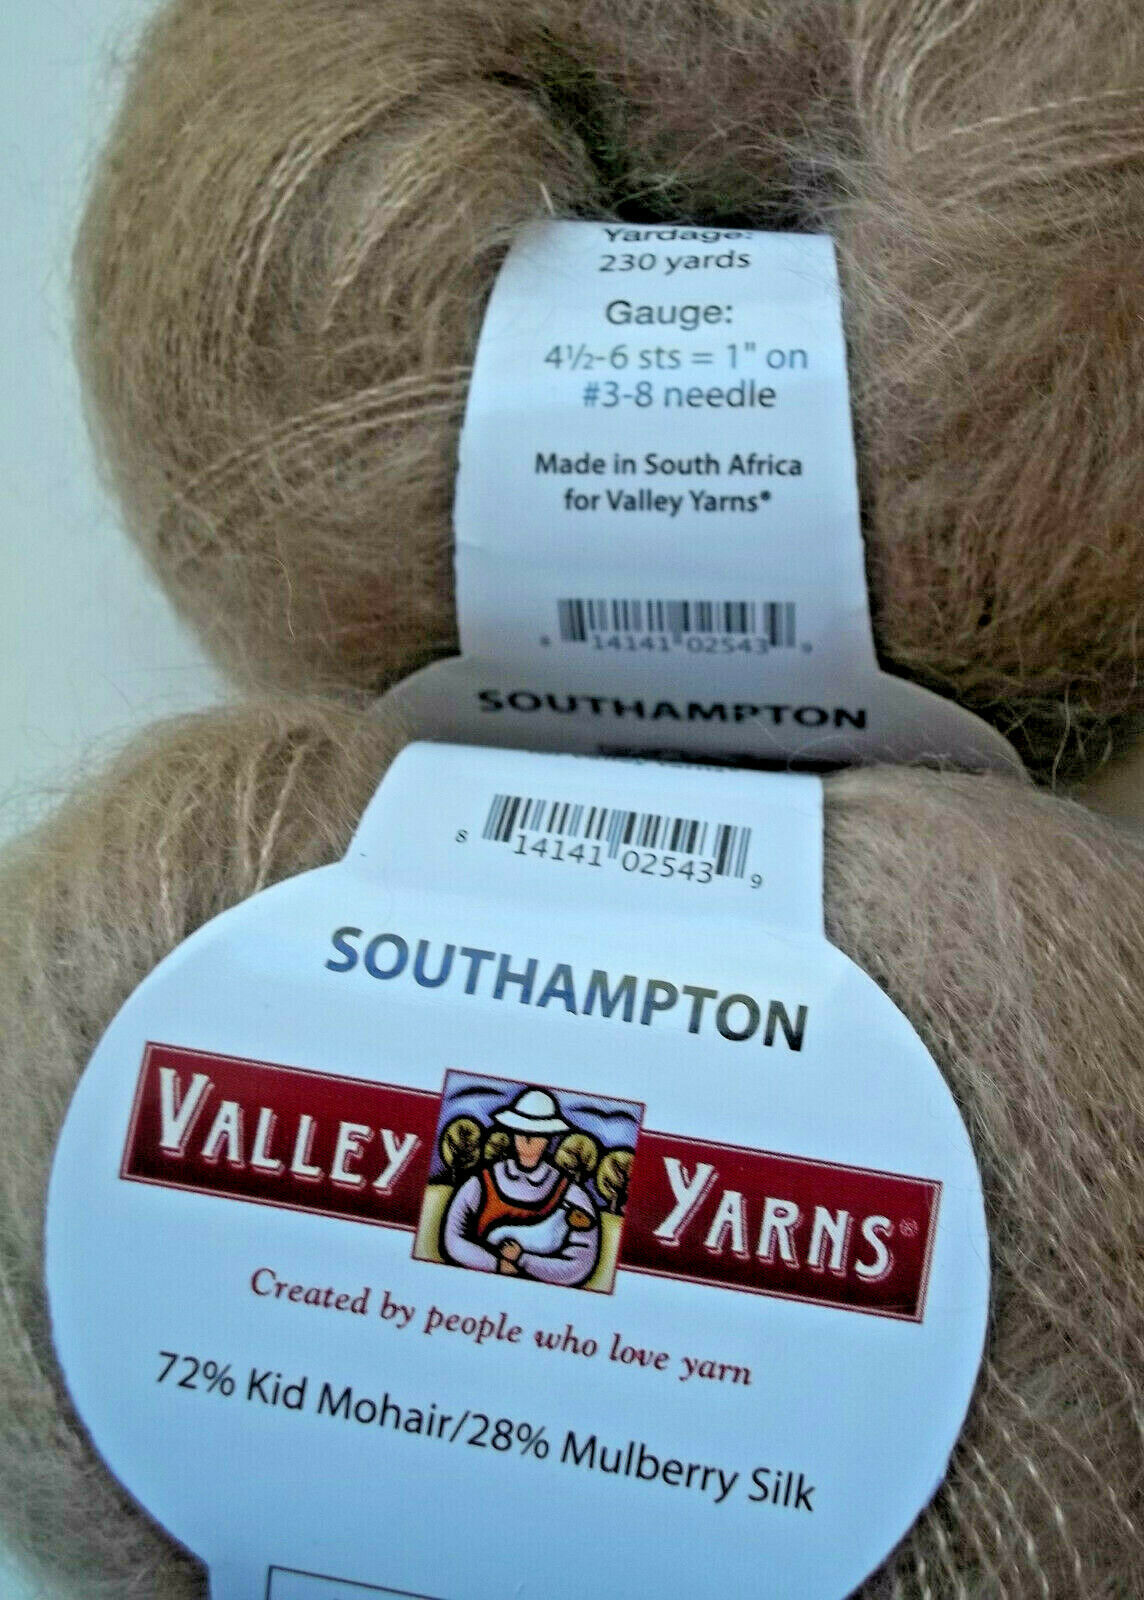 Yardage:
230 yards
Gauge:
4½-6 sts = 1" on
#3-8 needle
Made in South Africa
for Valley Yarns®
14141 02543 9
SOUTHAMPTON
8 14141 02543 9
SOUTHAMPTON
VALLEY YARNS®
Created by people who love yarn
72% Kid Mohair/28% Mulberry Silk